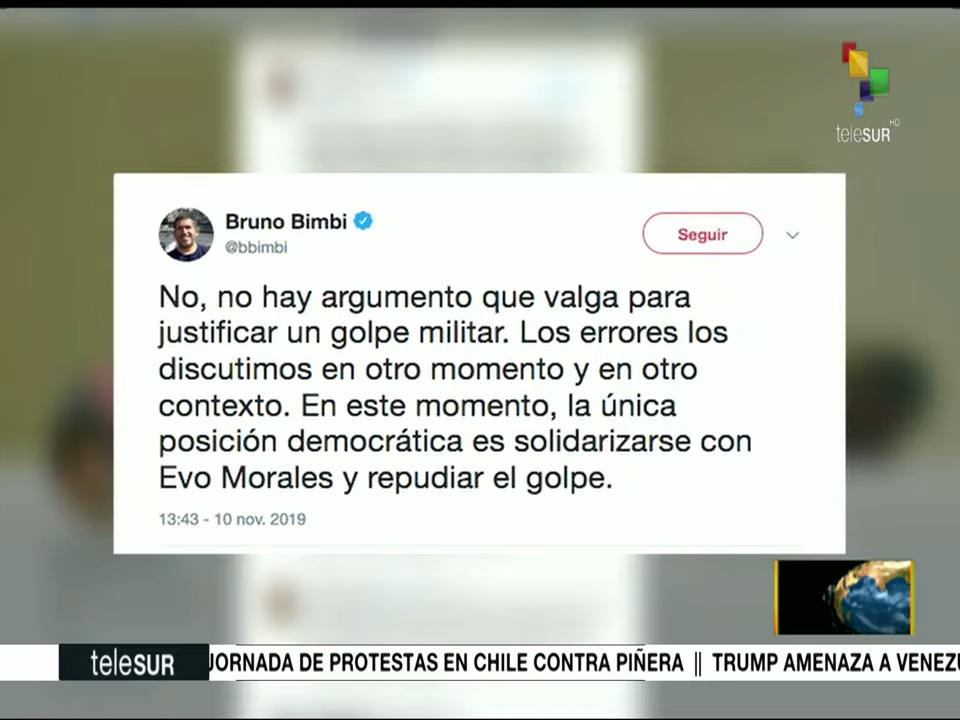 HD
teleSUR
Bruno Bimbi
@bbimbi
Seguir
No, no hay argumento que valga para
justificar un golpe militar. Los errores los
discutimos en otro momento y en otro
contexto. En este momento, la única
posición democrática es solidarizarse con
Evo Morales y repudiar el golpe.
13:43 - 10 nov. 2019
teleSUR JORNADA DE PROTESTAS EN CHILE CONTRA PIÑERA || TRUMP AMENAZA A VENEZU